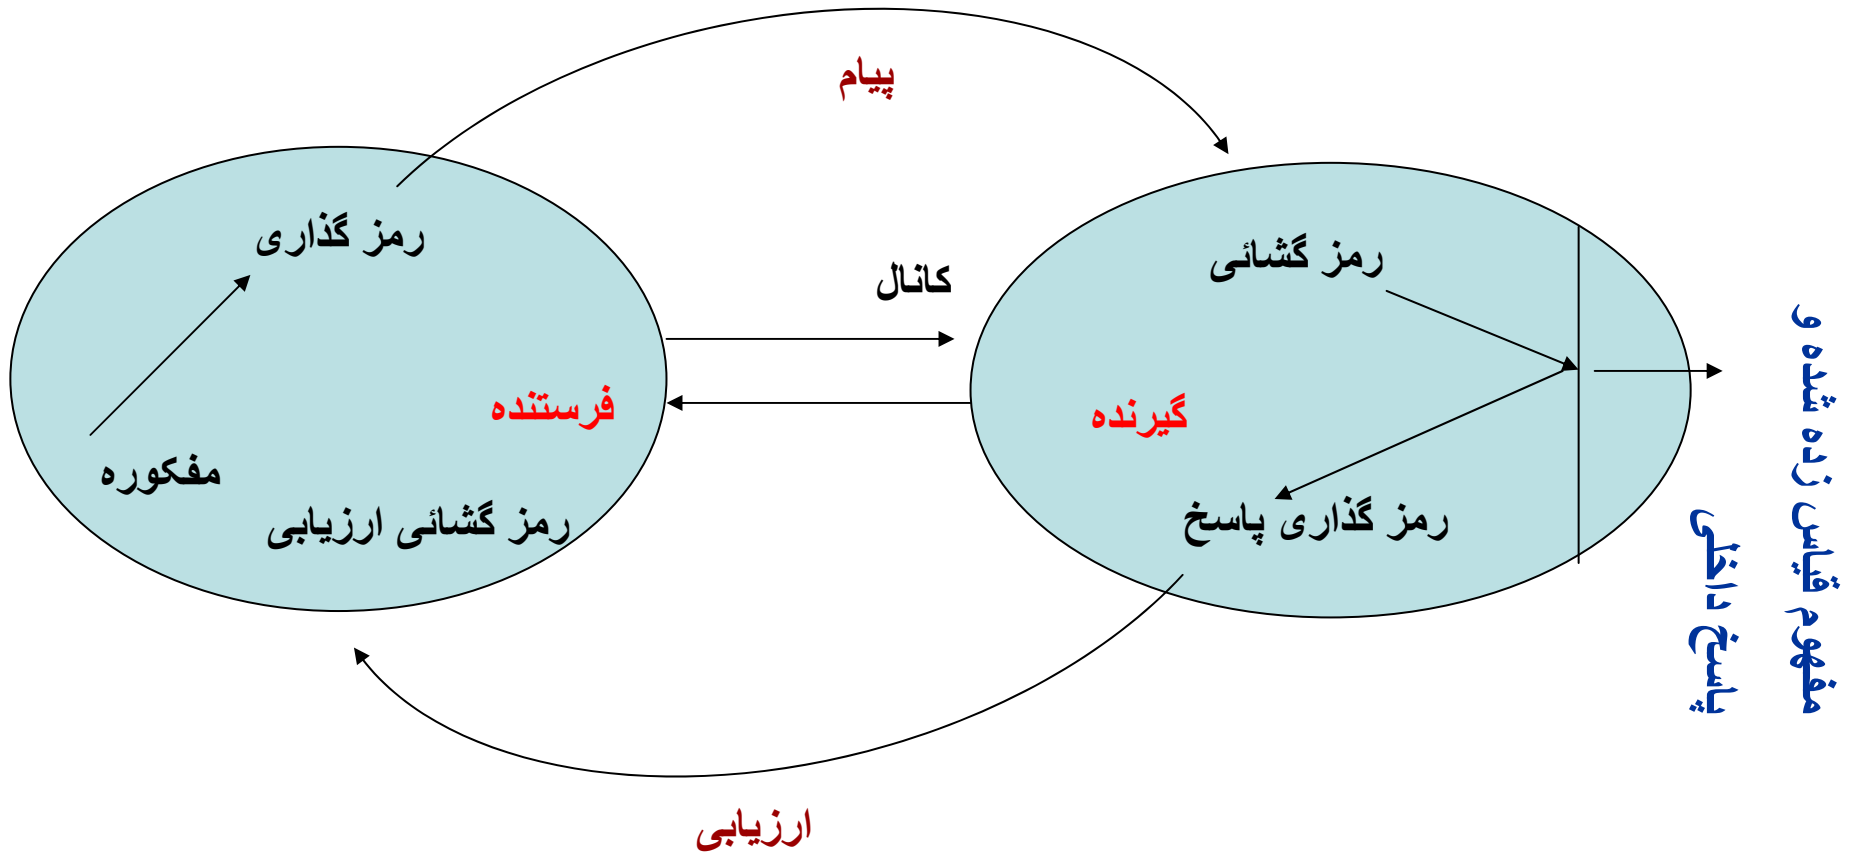 پیام
رمز گذاری
رمز گشائی
کانال
فرستنده
گیرنده
مفکوره
رمز گشائی ارزیابی
رمز گذاری پاسخ
مفهوم قیاس زده شده و
پاسخ داخلی
ارزیابی